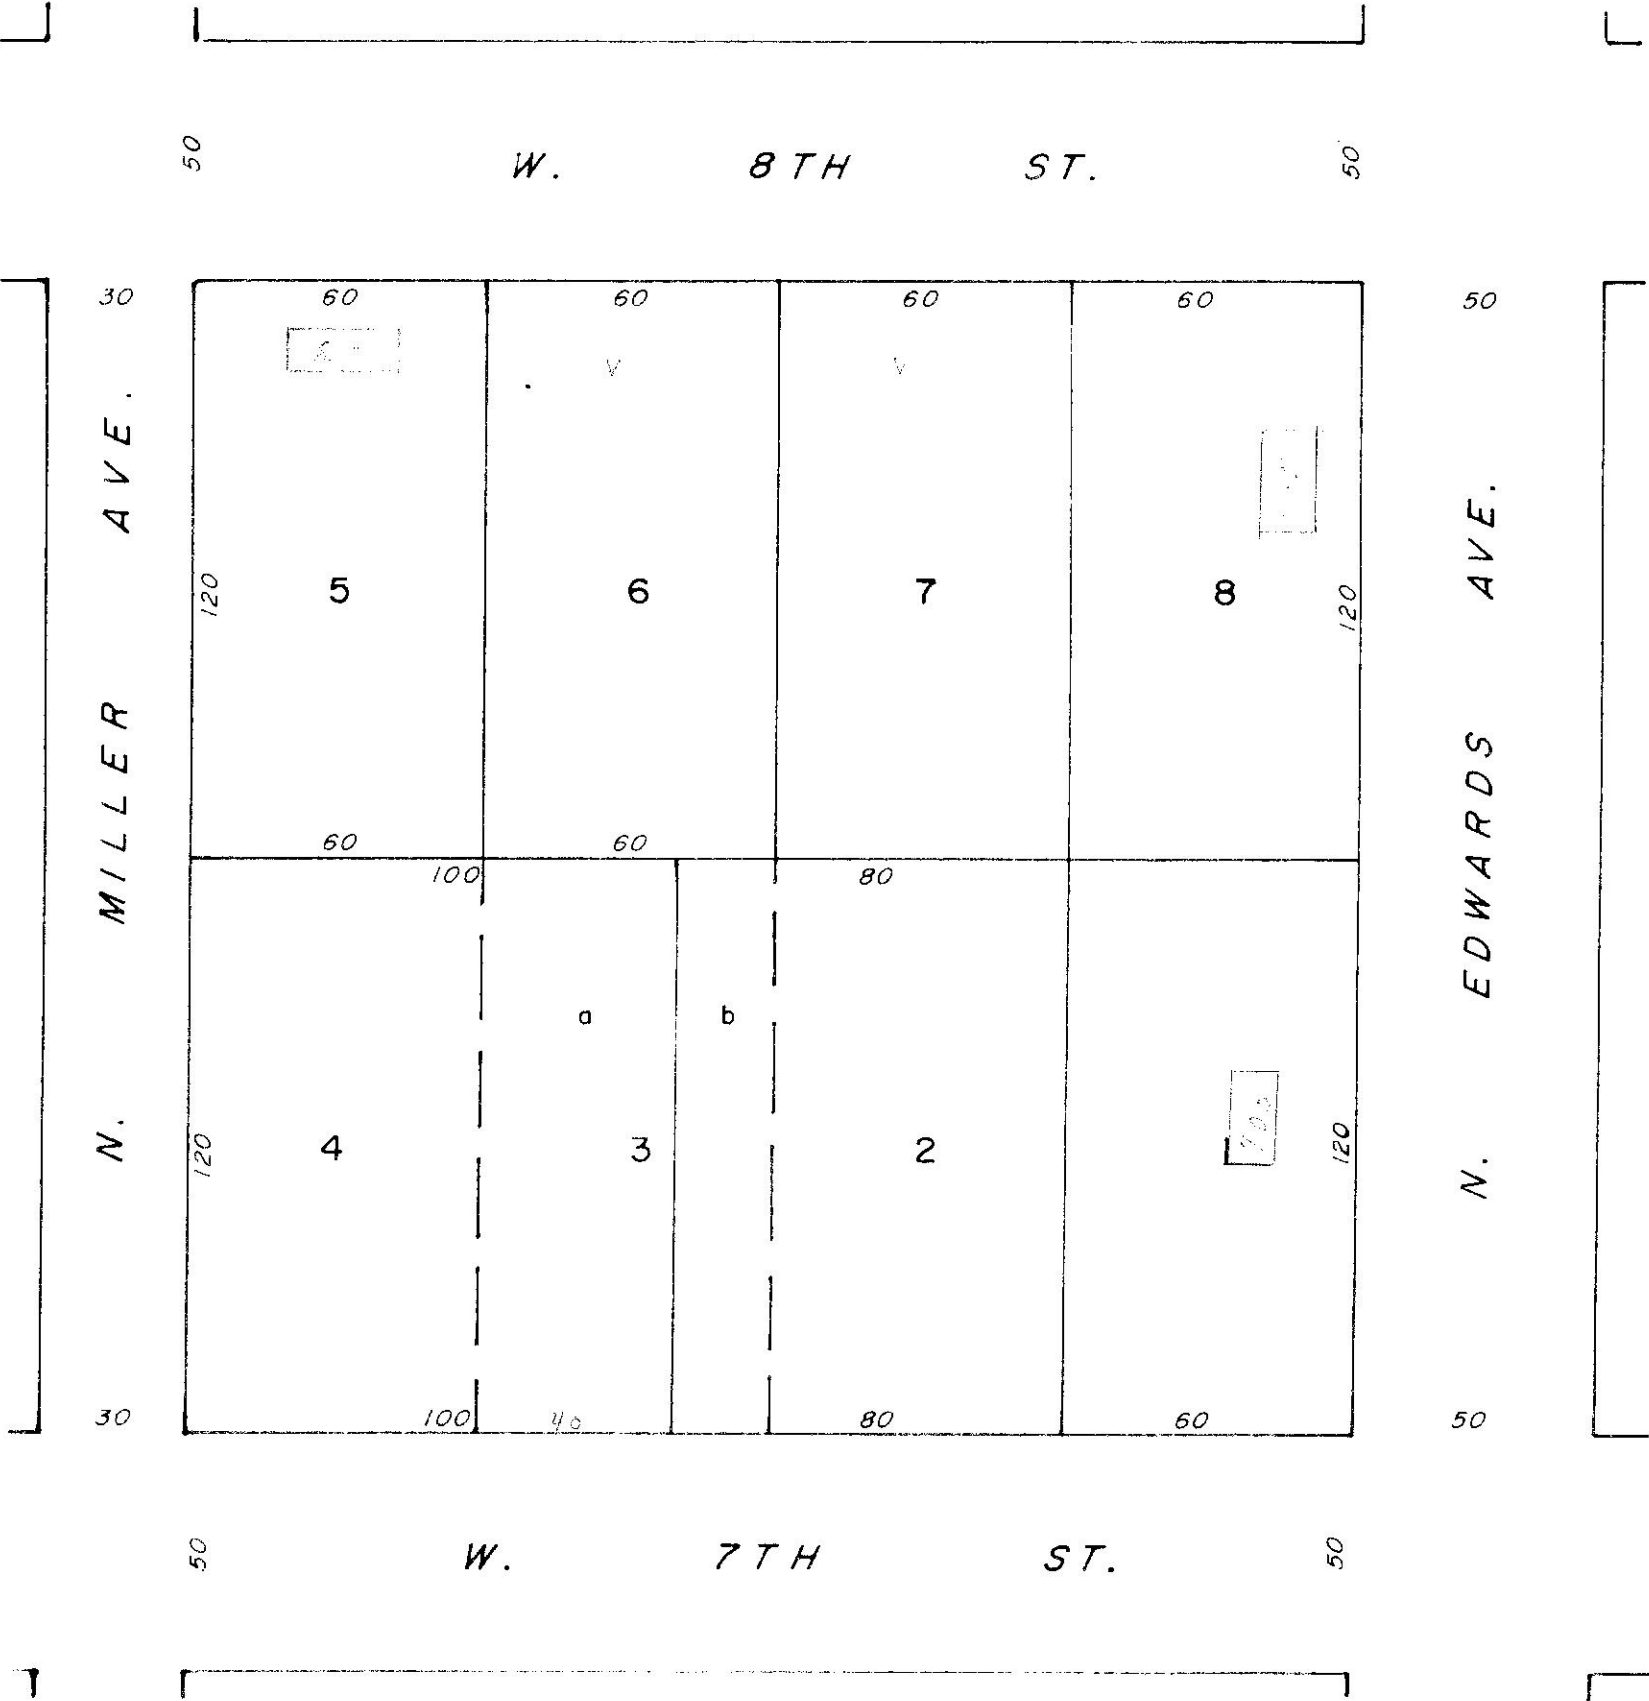 50 W. 8TH ST. 50
30 60 60 60 60 50
V V
N. MILLER AVE.
N. EDWARDS AVE.
120 5 6 7 8 120
60 60
100 80
a b
120 4 3 2 120
30 100 40 80 60 50
50 W. 7TH ST. 50